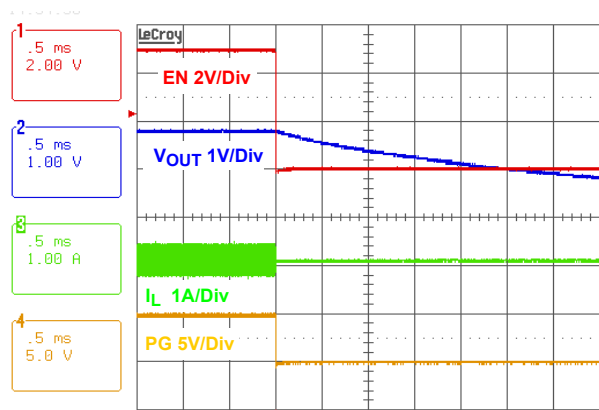 1
.5 ms
2.00 V
2
.5 ms
1.00 V
3
.5 ms
1.00 A
4
.5 ms
5.0 V
LeCroy
EN 2V/Div
VOUT 1V/Div
IL 1A/Div
PG 5V/Div